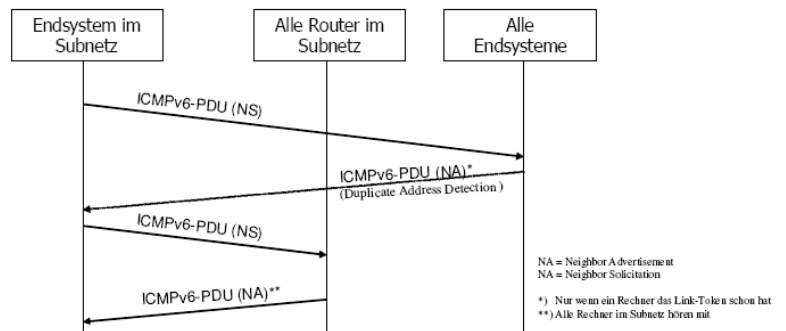 Endsystem im
Subnetz
Alle Router im
Subnetz
Alle
Endsysteme
ICMPv6-PDU (NS)
ICMPv6-PDU (NA)*
(Duplicate Address Detection )
ICMPv6-PDU (NS)
ICMPv6-PDU (NA)**
NA = Neighbor Advertisement
NA = Neighbor Solicitation
*) Nur wenn ein Rechner das Link-Token schon hat
**) Alle Rechner im Subnetz hören mit